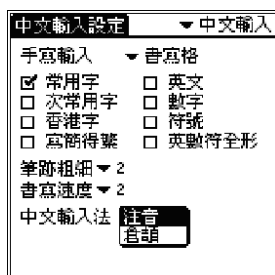 中文輸入設定 中文輸入
手寫輸入 書寫格
常用字 英文
次常用字 數字
香港字 符號
寫簡得繁 英數符全形
筆跡粗細 2
書寫速度 2
中文輸入法 注音
倉頡